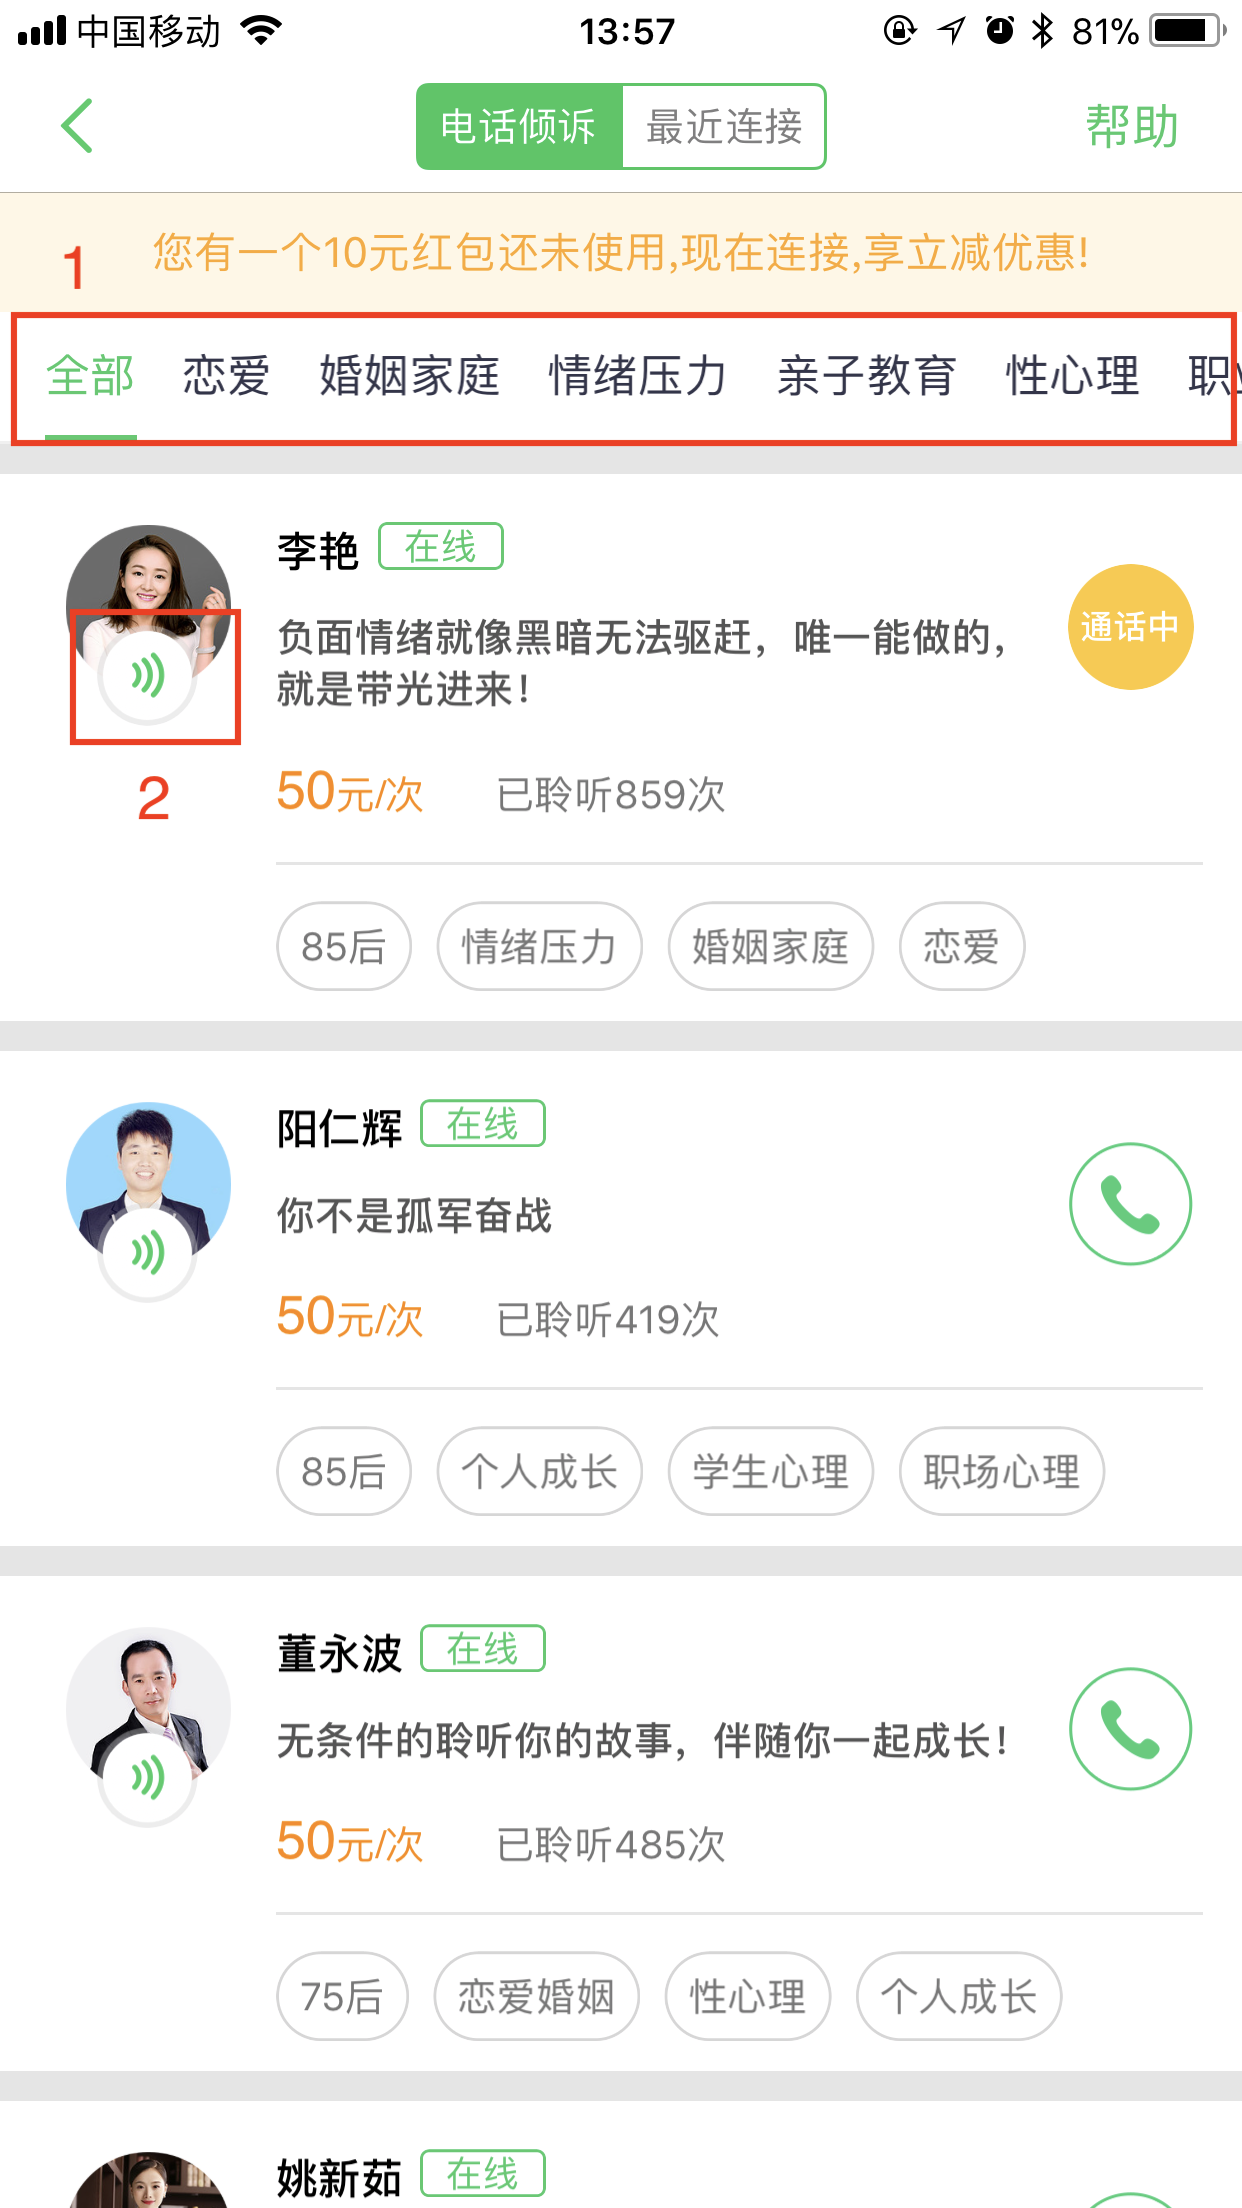 中国移动 13:57 81%
电话倾诉 最近连接 帮助
1 您有一个10元红包还未使用,现在连接,享立减优惠!
全部 恋爱 婚姻家庭 情绪压力 亲子教育 性心理 职业
李艳 在线
负面情绪就像黑暗无法驱赶，唯一能做的，
就是带光进来！
通话中
2
50元/次 已聆听859次
85后 情绪压力 婚姻家庭 恋爱
阳仁辉 在线
你不是孤军奋战
50元/次 已聆听419次
85后 个人成长 学生心理 职场心理
董永波 在线
无条件的聆听你的故事，伴随你一起成长！
50元/次 已聆听485次
75后 恋爱婚姻 性心理 个人成长
姚新茹 在线